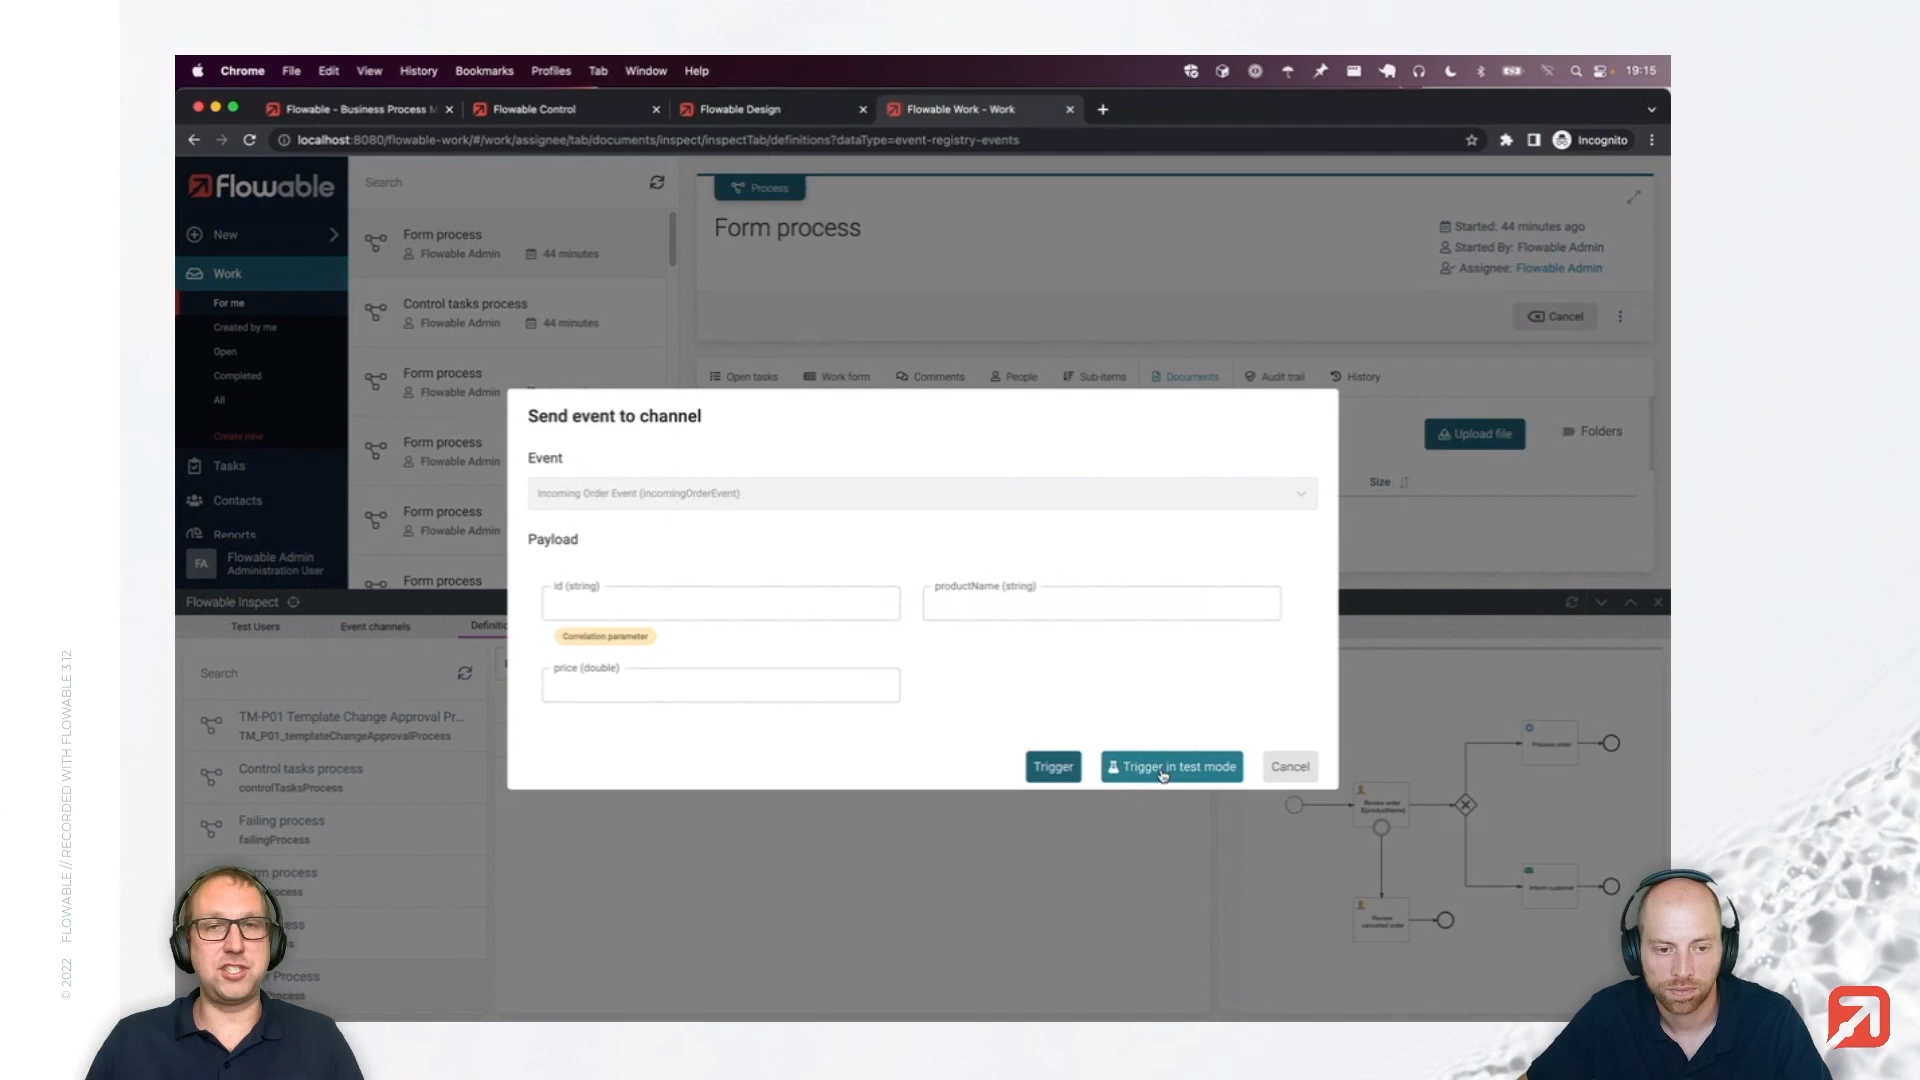 Chrome File Edit View History Bookmarks Profiles Tab Window Help 19:15
Flowable - Business Process M Flowable Control Flowable Design Flowable Work - Work
localhost:8080/flowable-work/#/work/assignee/tab/documents/inspect/inspectTab/definitions?dataType=event-registry-events Incognito
Flowable
New
Work
For me
Created by me
Open
Completed
All
Create new
Tasks
Contacts
Reports
FA
Flowable Admin
Administration User
Search
Form process
Flowable Admin 44 minutes
Control tasks process
Flowable Admin 44 minutes
Form process
Flowable Admin
Form process
Flowable Admin
Form process
Flowable Admin
Form process
Process
Form process
Started: 44 minutes ago
Started By: Flowable Admin
Assignee: Flowable Admin
Cancel
Open tasks Work form Comments People Sub-items Documents Audit trail History
Upload file Folders
Size
Send event to channel
Event
Incoming Order Event (incomingOrderEvent)
Payload
id (string)
productName (string)
Correlation parameter
price (double)
Trigger Trigger in test mode Cancel
Flowable Inspect
Test Users Event channels Definitio
Search
TM-P01 Template Change Approval Pr...
TM_P01_templateChangeApprovalProcess
Control tasks process
controlTasksProcess
Failing process
failingProcess
rm process
ocess
ess
s
Process
Process
Review order
${productName}
Process order
Inform customer
Review
cancelled order
© 2022 FLOWABLE // RECORDED WITH FLOWABLE 3.12